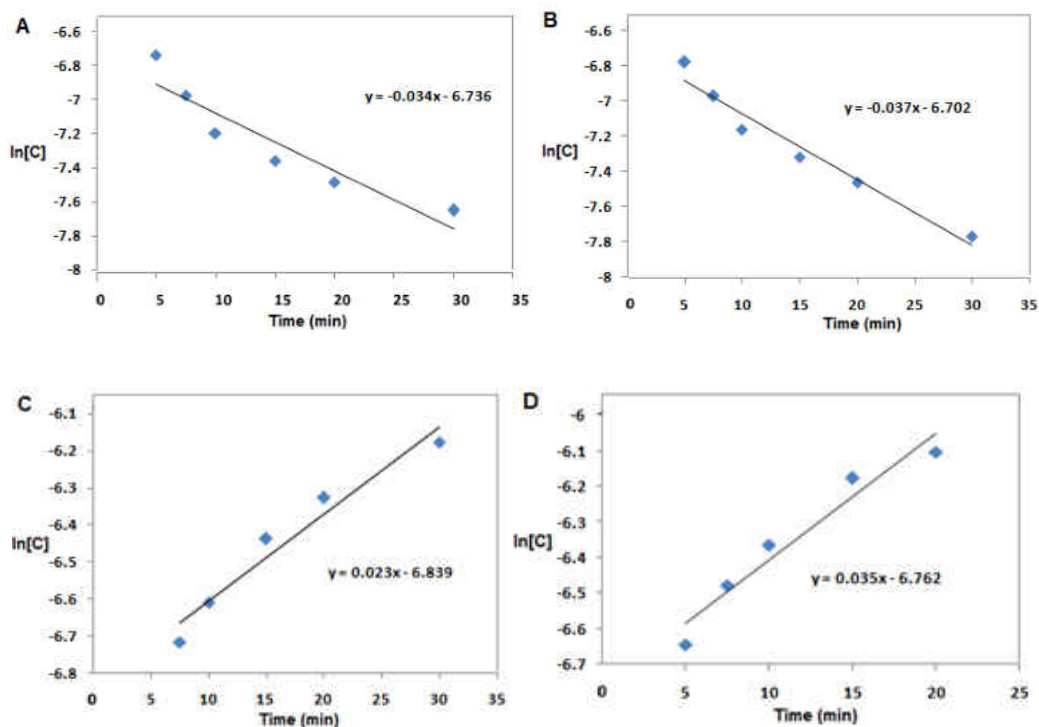 A
-6.6
-6.8
-7
-7.2
-7.4
-7.6
-7.8
-8
ln[C]
y = -0.034x - 6.736
0 5 10 15 20 25 30 35
Time (min)
B
-6.6
-6.8
-7
-7.2
-7.4
-7.6
-7.8
-8
ln[C]
y = -0.037x - 6.702
0 5 10 15 20 25 30 35
Time (min)
C
-6.1
-6.2
-6.3
-6.4
-6.5
-6.6
-6.7
-6.8
ln[C]
y = 0.023x - 6.839
0 5 10 15 20 25 30 35
Time (min)
D
-6
-6.1
-6.2
-6.3
-6.4
-6.5
-6.6
-6.7
ln[C]
y = 0.035x - 6.762
0 5 10 15 20 25
Time (min)